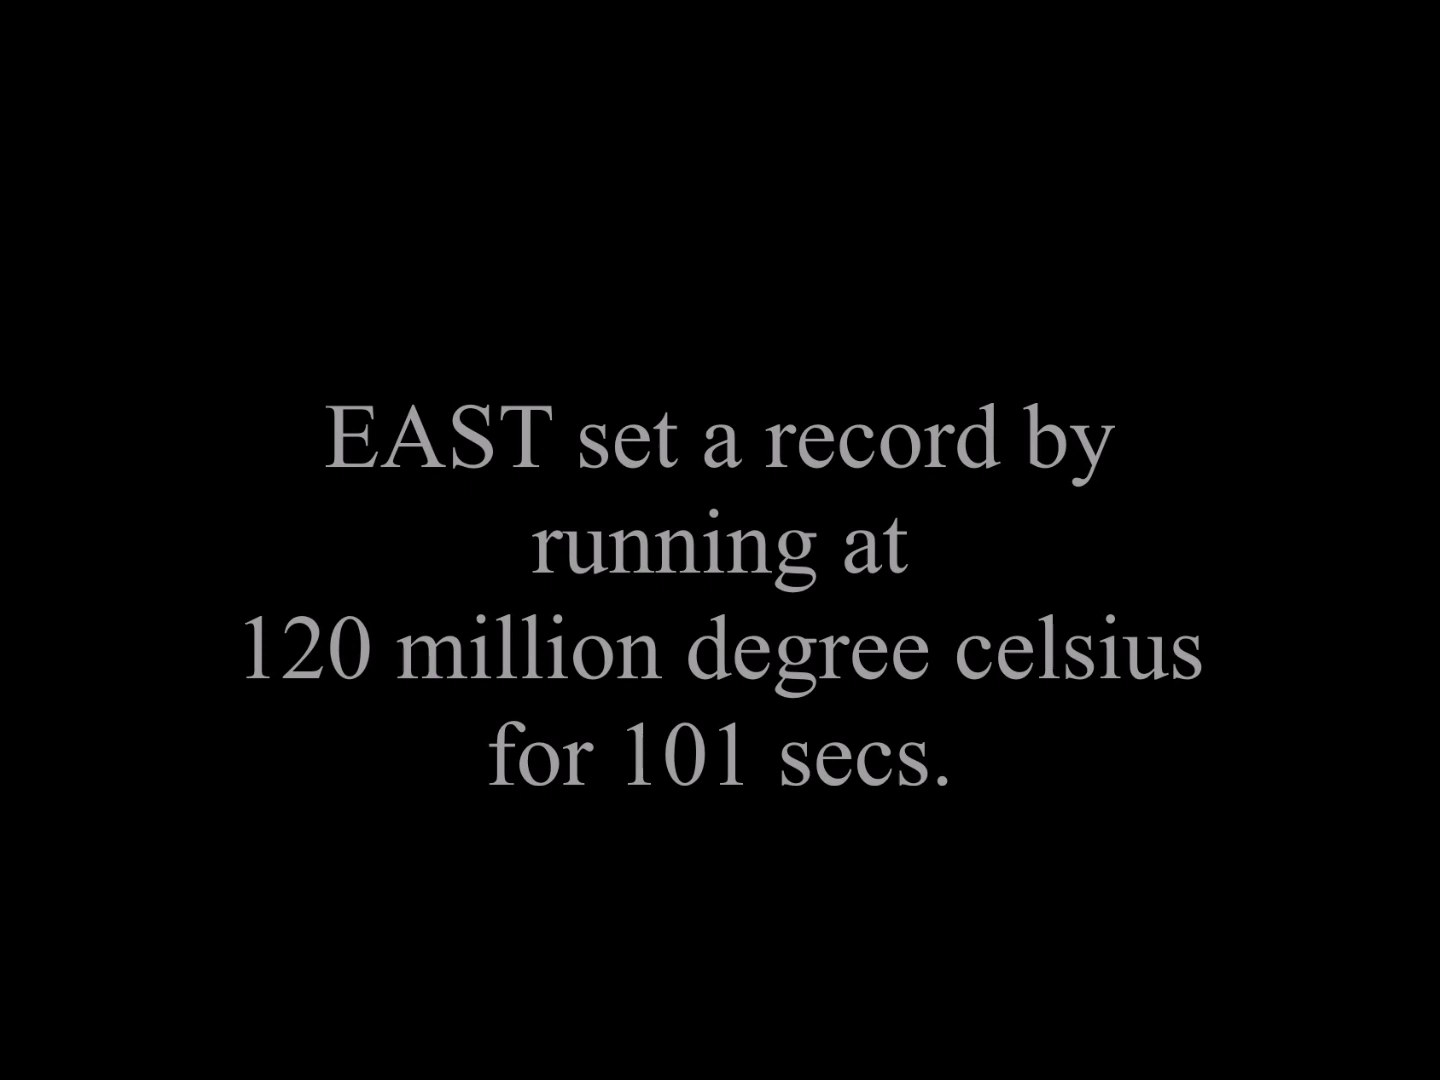 EAST set a record by
running at
120 million degree celsius
for 101 secs.